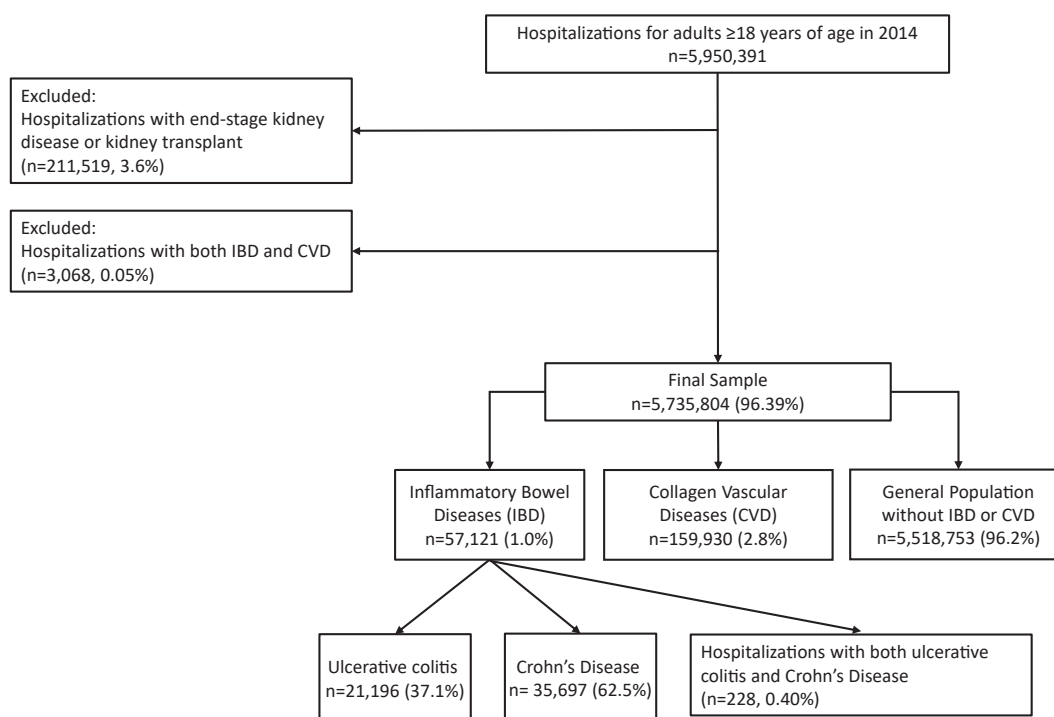 Hospitalizations for adults ≥18 years of age in 2014
n=5,950,391
Excluded:
Hospitalizations with end-stage kidney
disease or kidney transplant
(n=211,519, 3.6%)
Excluded:
Hospitalizations with both IBD and CVD
(n=3,068, 0.05%)
Final Sample
n=5,735,804 (96.39%)
Inflammatory Bowel
Diseases (IBD)
n=57,121 (1.0%)
Collagen Vascular
Diseases (CVD)
n=159,930 (2.8%)
General Population
without IBD or CVD
n=5,518,753 (96.2%)
Ulcerative colitis
n=21,196 (37.1%)
Crohn's Disease
n= 35,697 (62.5%)
Hospitalizations with both ulcerative
colitis and Crohn's Disease
(n=228, 0.40%)